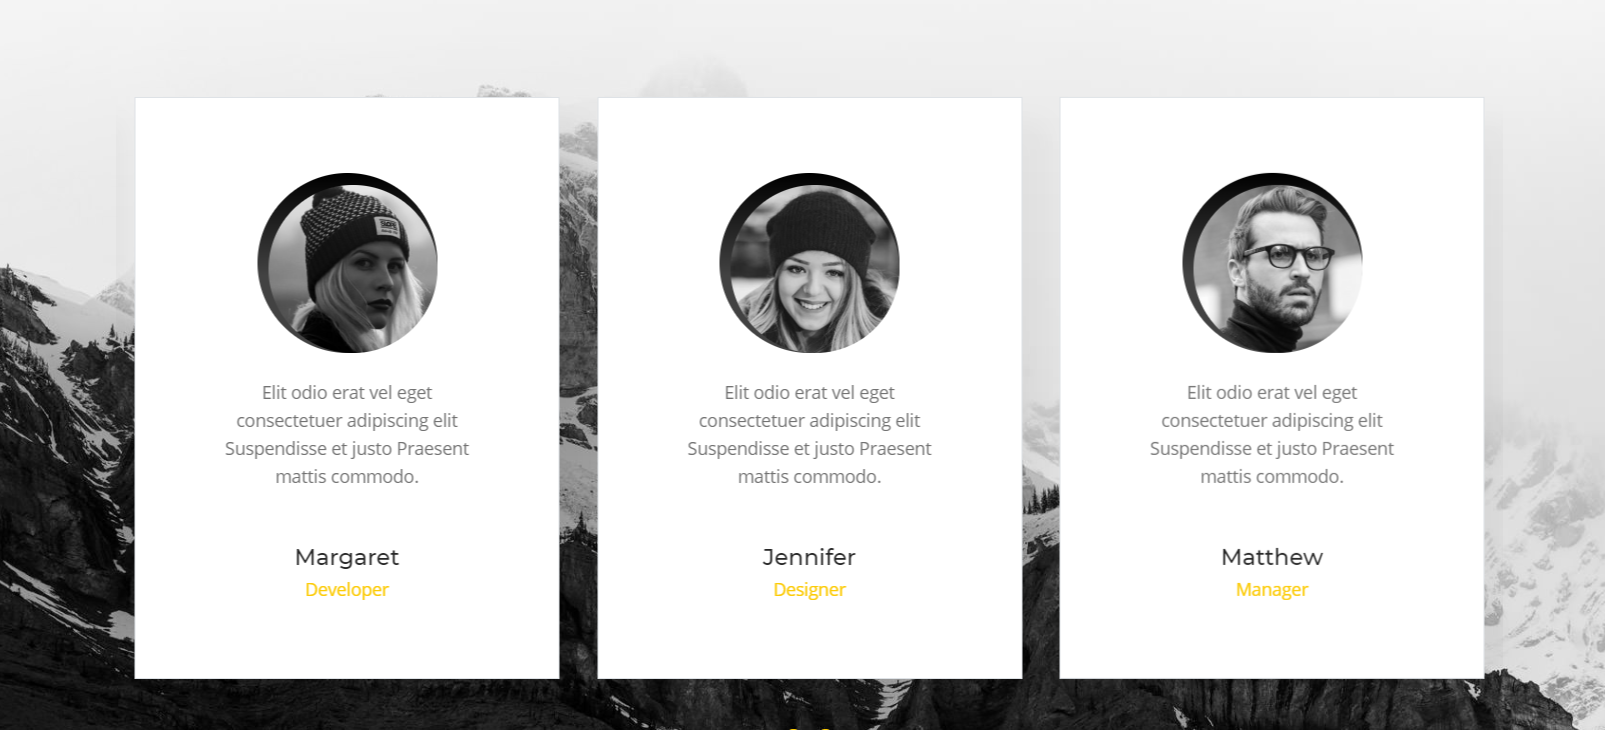 Elit odio erat vel eget
consectetuer adipiscing elit
Suspendisse et justo Praesent
mattis commodo.
Margaret
Developer
Elit odio erat vel eget
consectetuer adipiscing elit
Suspendisse et justo Praesent
mattis commodo.
Jennifer
Designer
Elit odio erat vel eget
consectetuer adipiscing elit
Suspendisse et justo Praesent
mattis commodo.
Matthew
Manager